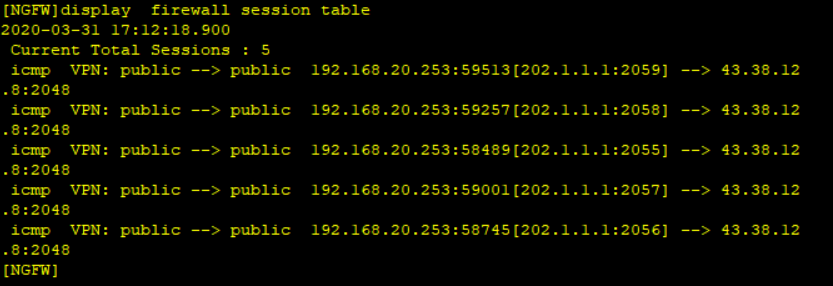 [NGFW]display  firewall session table
2020-03-31 17:12:18.900
 Current Total Sessions : 5
 icmp  VPN: public --> public  192.168.20.253:59513[202.1.1.1:2059] --> 43.38.12
.8:2048
 icmp  VPN: public --> public  192.168.20.253:59257[202.1.1.1:2058] --> 43.38.12
.8:2048
 icmp  VPN: public --> public  192.168.20.253:58489[202.1.1.1:2055] --> 43.38.12
.8:2048
 icmp  VPN: public --> public  192.168.20.253:59001[202.1.1.1:2057] --> 43.38.12
.8:2048
 icmp  VPN: public --> public  192.168.20.253:58745[202.1.1.1:2056] --> 43.38.12
.8:2048
[NGFW]